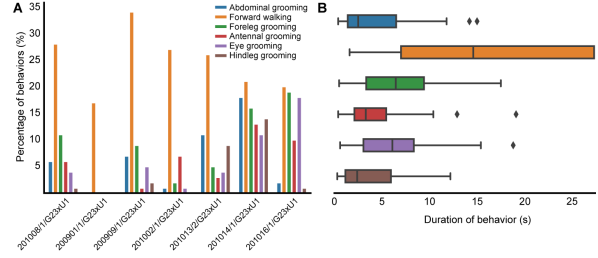 A
Percentage of behaviors (%)
35
30
25
20
15
10
5
Abdominal grooming
Forward walking
Foreleg grooming
Antennal grooming
Eye grooming
Hindleg grooming
201008/1/G23xU1
200901/1/G23xU1
200909/1/G23xU1
201002/1/G23xU1
201013/2/G23xU1
201014/1/G23xU1
201016/1/G23xU1
B
0 5 10 15 20 25
Duration of behavior (s)